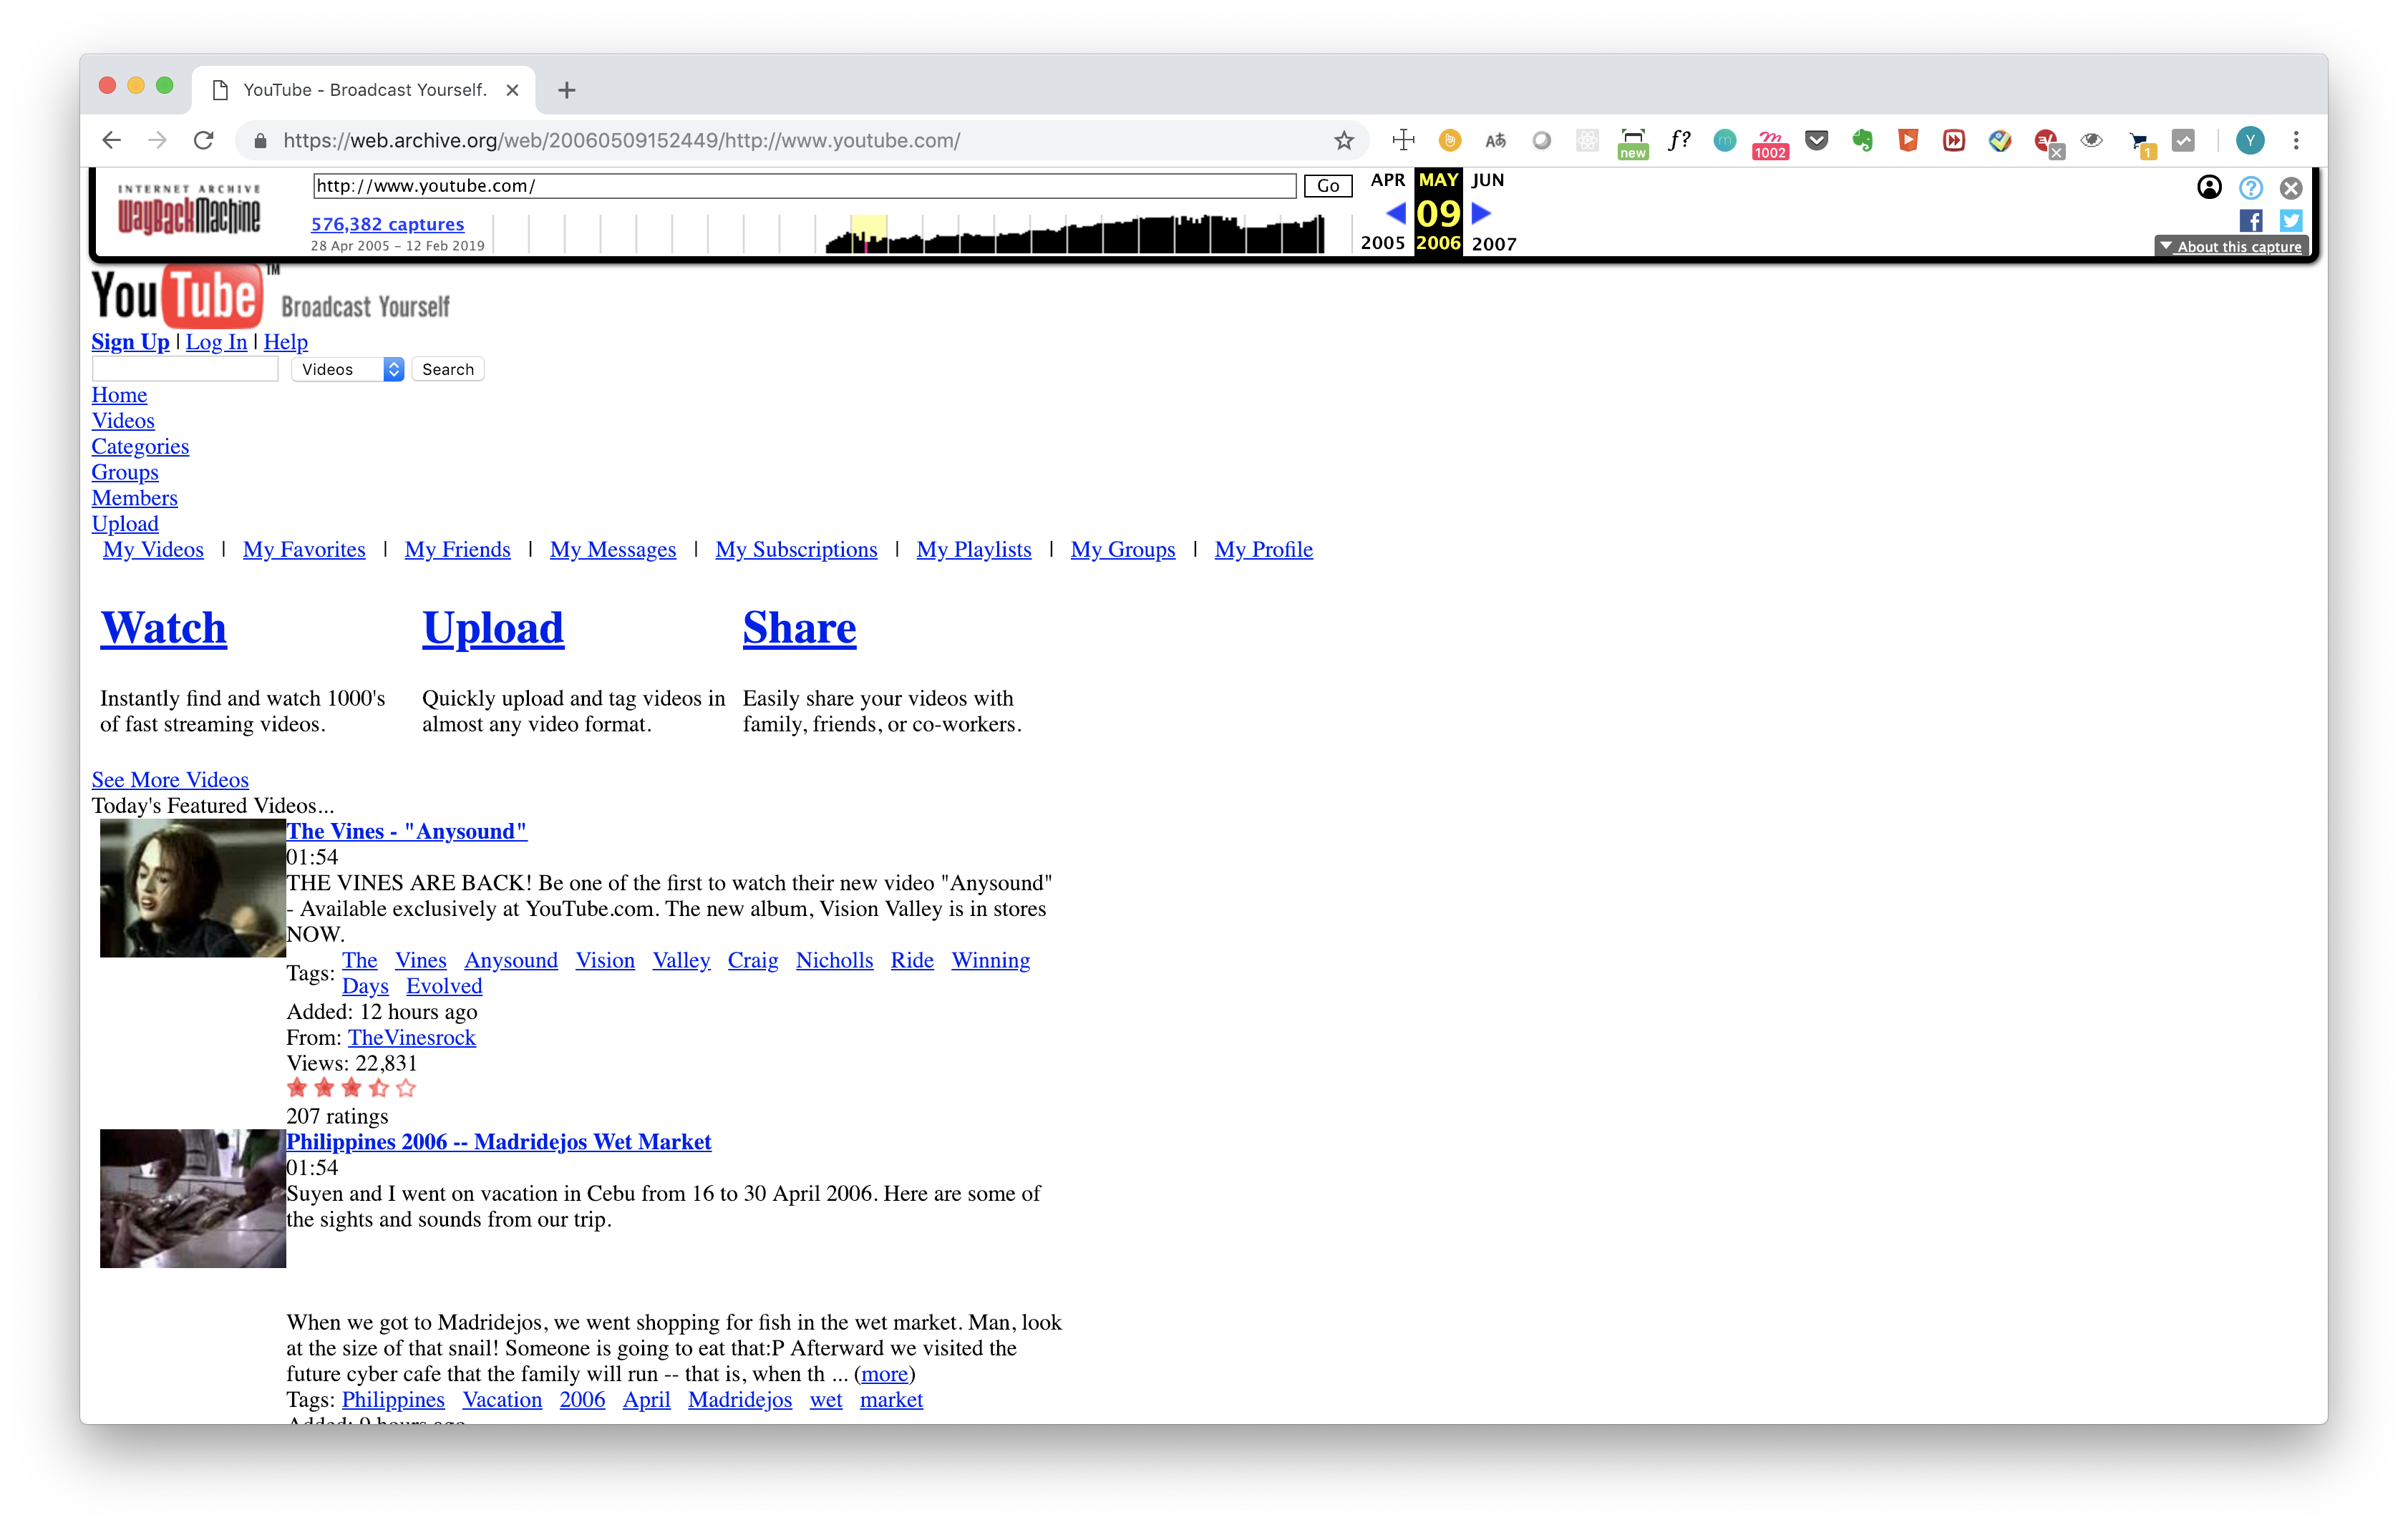 YouTube - Broadcast Yourself.
https://web.archive.org/web/20060509152449/http://www.youtube.com/
new
f?
m
1002
1
Y
INTERNET ARCHIVE
WayBackMachine
http://www.youtube.com/
Go
APR MAY JUN
576,382 captures
09
28 Apr 2005 – 12 Feb 2019
2005 2006 2007
About this capture
YouTube™ Broadcast Yourself
Sign Up | Log In | Help
Videos Search
Home
Videos
Categories
Groups
Members
Upload
My Videos | My Favorites | My Friends | My Messages | My Subscriptions | My Playlists | My Groups | My Profile
Watch Upload Share
Instantly find and watch 1000's Quickly upload and tag videos in Easily share your videos with
of fast streaming videos. almost any video format. family, friends, or co-workers.
See More Videos
Today's Featured Videos...
The Vines - "Anysound"
01:54
THE VINES ARE BACK! Be one of the first to watch their new video "Anysound"
- Available exclusively at YouTube.com. The new album, Vision Valley is in stores
NOW.
Tags: The Vines Anysound Vision Valley Craig Nicholls Ride Winning
Days Evolved
Added: 12 hours ago
From: TheVinesrock
Views: 22,831
207 ratings
Philippines 2006 -- Madridejos Wet Market
01:54
Suyen and I went on vacation in Cebu from 16 to 30 April 2006. Here are some of
the sights and sounds from our trip.
When we got to Madridejos, we went shopping for fish in the wet market. Man, look
at the size of that snail! Someone is going to eat that:P Afterward we visited the
future cyber cafe that the family will run -- that is, when th ... (more)
Tags: Philippines Vacation 2006 April Madridejos wet market
Added: 9 hours ago